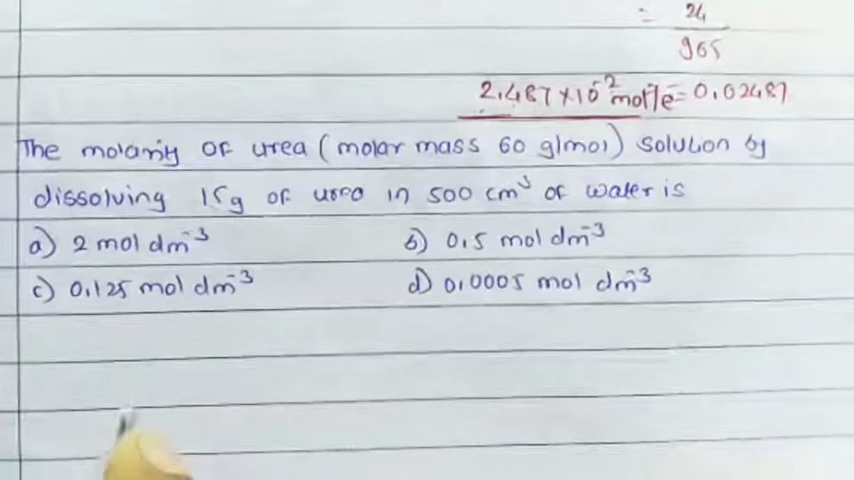 = 24
965
2.487×10⁻² mol/e⁻ = 0.02487
The molarity of urea (molar mass 60 g/mol) solution by
dissolving 15g of urea in 500 cm³ of water is
a) 2 mol dm⁻³ b) 0.5 mol dm⁻³
c) 0.125 mol dm⁻³ d) 0.0005 mol dm⁻³